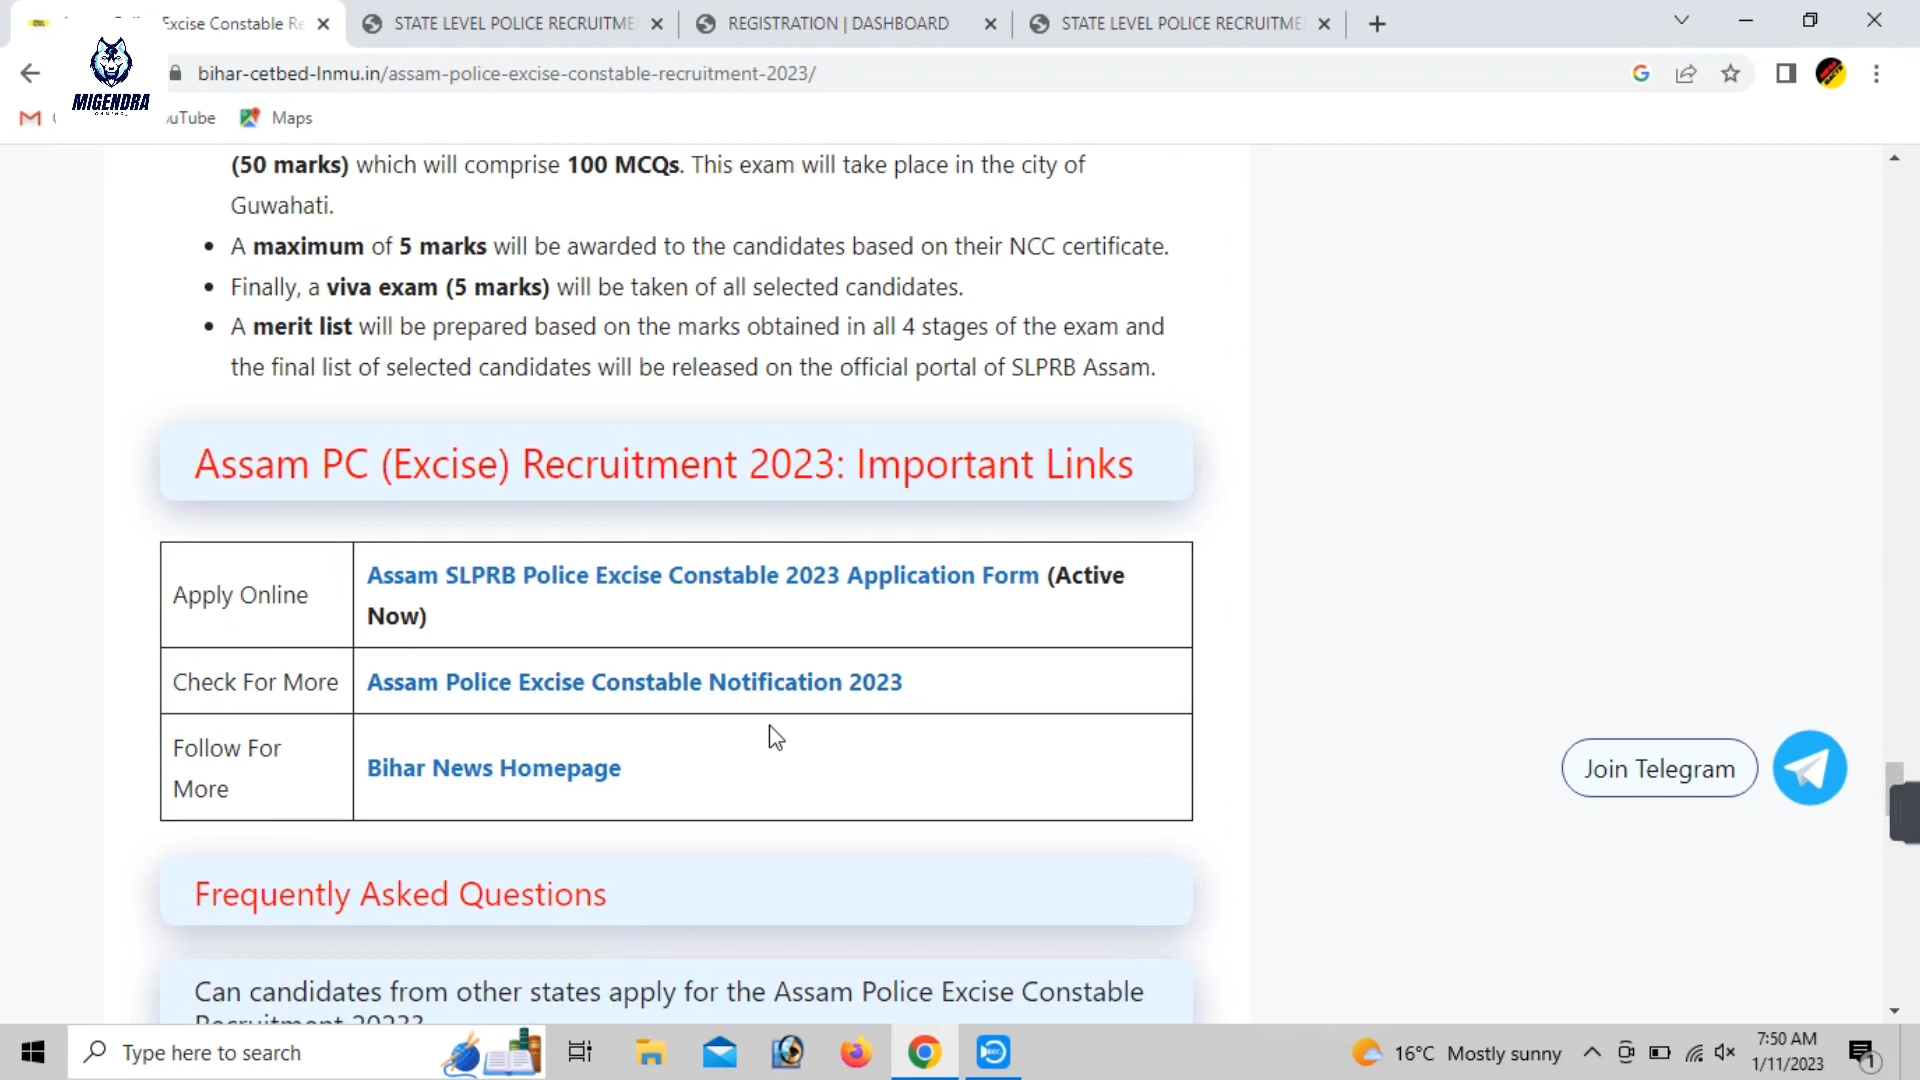 Excise Constable Re
STATE LEVEL POLICE RECRUITME
REGISTRATION | DASHBOARD
STATE LEVEL POLICE RECRUITME
bihar-cetbed-lnmu.in/assam-police-excise-constable-recruitment-2023/
MIGENDRA
GAMING
uTube
Maps
(50 marks) which will comprise 100 MCQs. This exam will take place in the city of
Guwahati.
• A maximum of 5 marks will be awarded to the candidates based on their NCC certificate.
• Finally, a viva exam (5 marks) will be taken of all selected candidates.
• A merit list will be prepared based on the marks obtained in all 4 stages of the exam and
the final list of selected candidates will be released on the official portal of SLPRB Assam.
Assam PC (Excise) Recruitment 2023: Important Links
Apply Online
Assam SLPRB Police Excise Constable 2023 Application Form (Active
Now)
Check For More
Assam Police Excise Constable Notification 2023
Follow For
More
Bihar News Homepage
Join Telegram
Frequently Asked Questions
Can candidates from other states apply for the Assam Police Excise Constable
Recruitment 2023?
Type here to search
16°C Mostly sunny
7:50 AM
1/11/2023
1